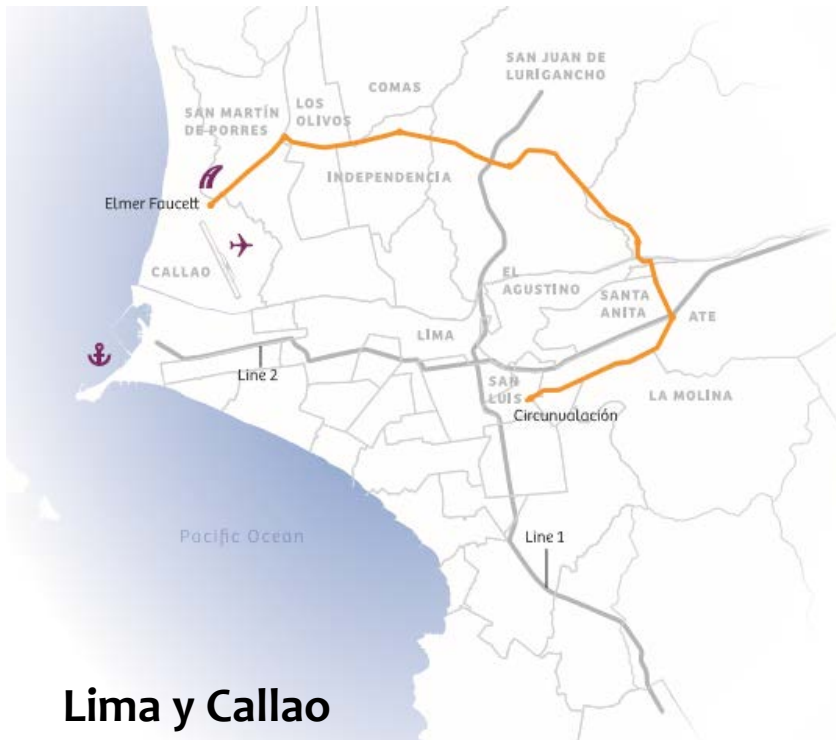 SAN JUAN DE
LURIGANCHO
COMAS
LOS
OLIVOS
SAN MARTÍN
DE PORRES
INDEPENDENCIA
Elmer Faucett
CALLAO
EL
AGUSTINO
SANTA
ANITA
ATE
LIMA
Line 2
SAN
LUIS
LA MOLINA
Circunvalación
Pacific Ocean
Line 1
Lima y Callao